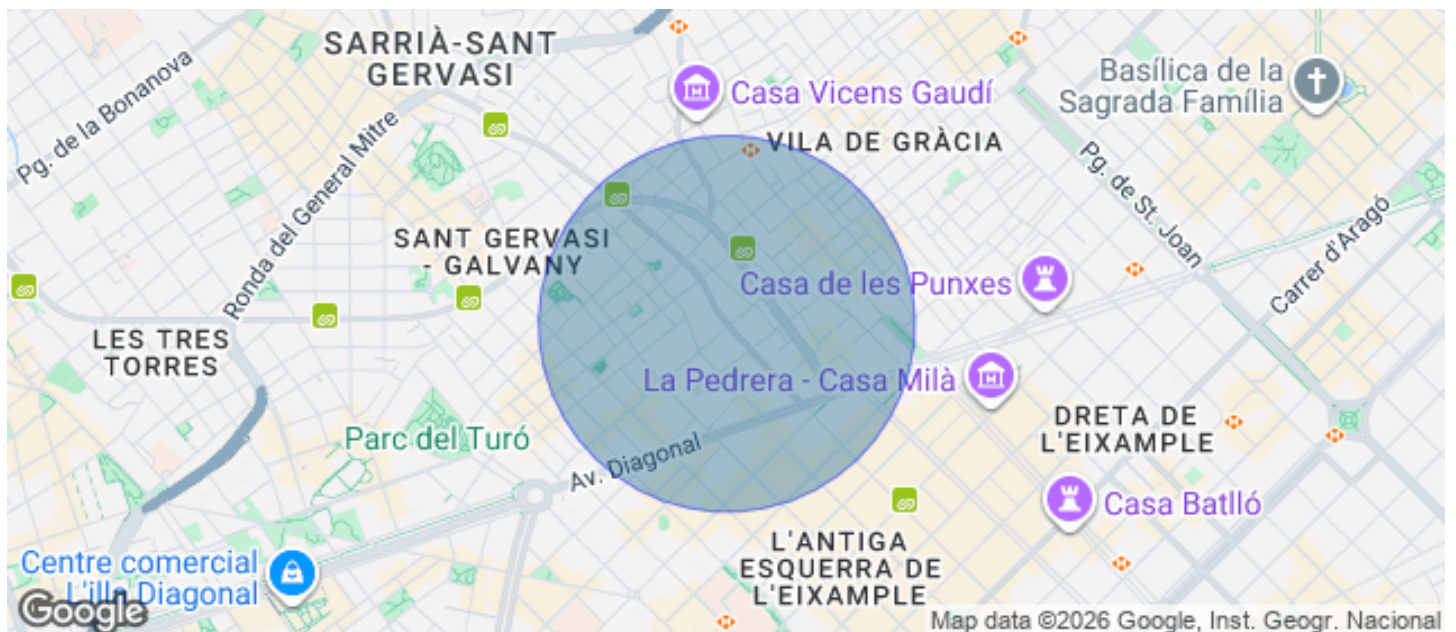 SARRIÀ-SANT
GERVASI
Pg. de la Bonanova
Casa Vicens Gaudí
Basílica de la
Sagrada Família
VILA DE GRÀCIA
Ronda del General Mitre
Pg. de St. Joan
SANT GERVASI
- GALVANY
Carrer d'Aragó
Casa de les Punxes
LES TRES
TORRES
La Pedrera - Casa Milà
Parc del Turó
DRETA DE
L'EIXAMPLE
Av. Diagonal
Casa Batlló
L'ANTIGA
ESQUERRA DE
L'EIXAMPLE
Centre comercial
L'illa Diagonal
Google
Map data ©2026 Google, Inst. Geogr. Nacional